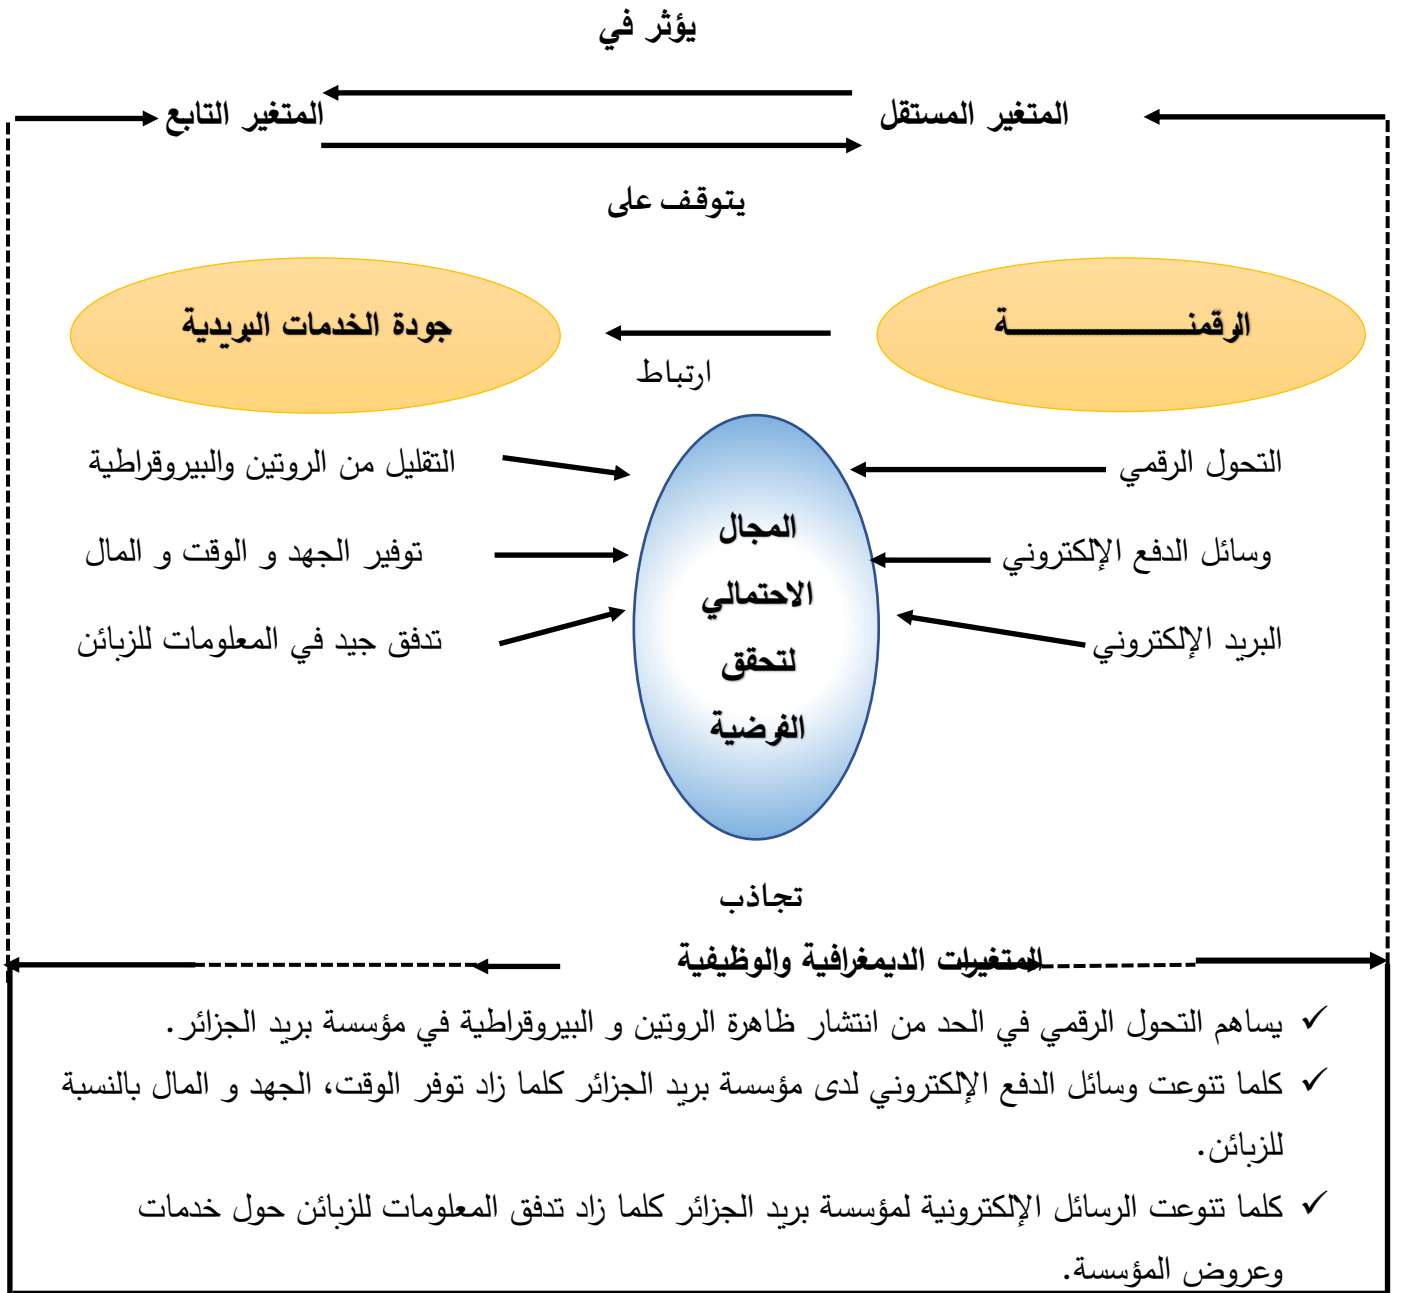 يؤثر في
المتغير المستقل
المتغير التابع
يتوقف على
الرقمنـــــــــــــــــة
جودة الخدمات البريدية
ارتباط
التحول الرقمي
التقليل من الروتين والبيروقراطية
وسائل الدفع الإلكتروني
توفير الجهد و الوقت و المال
البريد الإلكتروني
تدفق جيد في المعلومات للزبائن
المجال
الاحتمالي
لتحقق
الفرضية
تجاذب
المتغيرات الديمغرافية والوظيفية
✓ يساهم التحول الرقمي في الحد من انتشار ظاهرة الروتين و البيروقراطية في مؤسسة بريد الجزائر.
✓ كلما تنوعت وسائل الدفع الإلكتروني لدى مؤسسة بريد الجزائر كلما زاد توفر الوقت، الجهد و المال بالنسبة
للزبائن.
✓ كلما تنوعت الرسائل الإلكترونية لمؤسسة بريد الجزائر كلما زاد تدفق المعلومات للزبائن حول خدمات
وعروض المؤسسة.